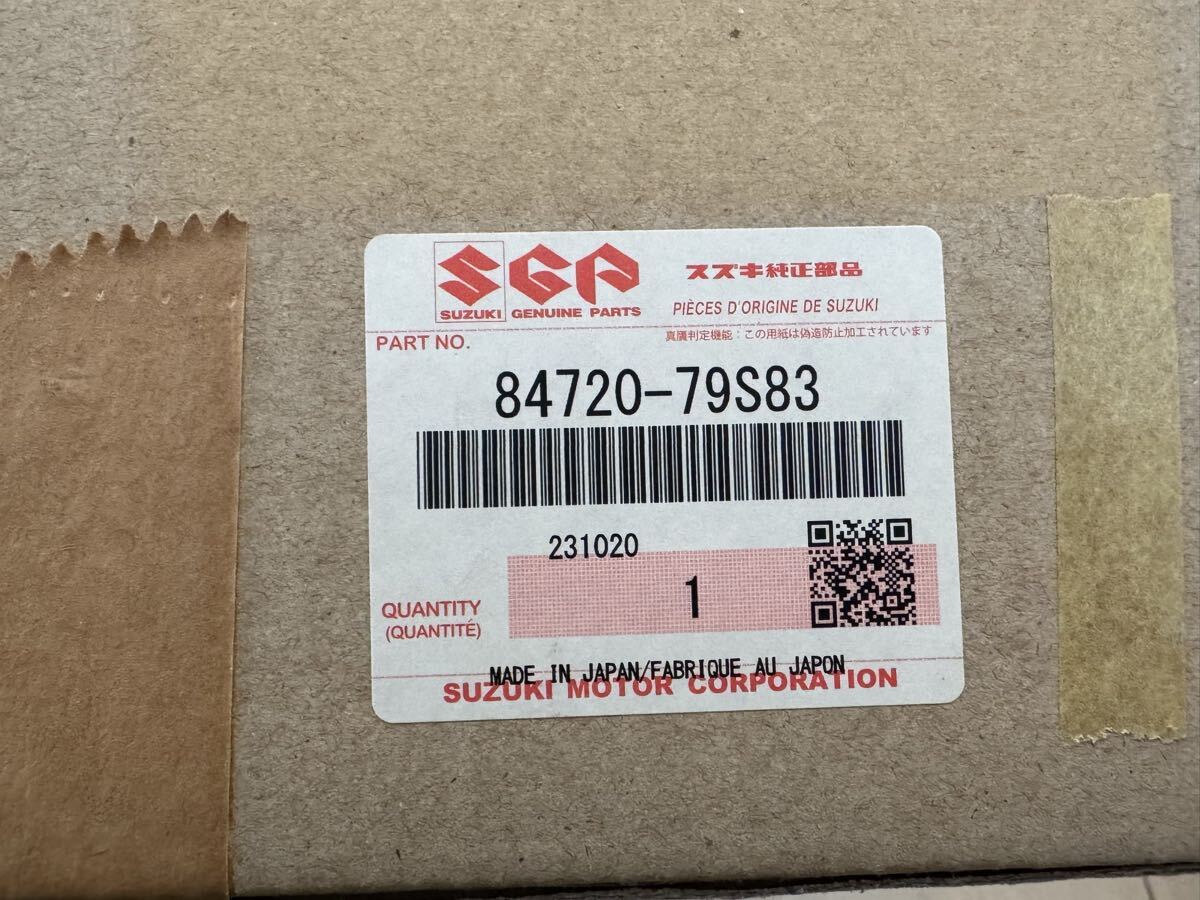 SGP スズキ純正部品
SUZUKI GENUINE PARTS PIÈCES D'ORIGINE DE SUZUKI
PART NO. 真贋判定機能：この用紙は偽造防止加工されています
84720-79S83
231020
QUANTITY 1
(QUANTITÉ)
MADE IN JAPAN/FABRIQUE AU JAPON
SUZUKI MOTOR CORPORATION